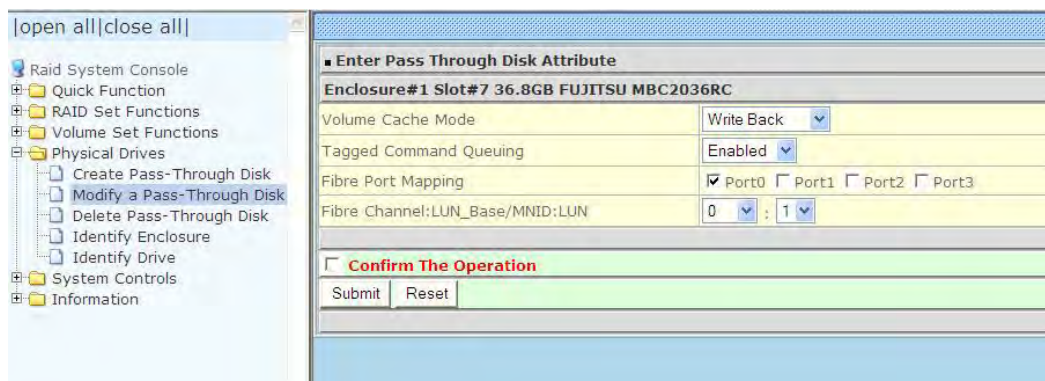 |open all|close all|
Raid System Console
Quick Function
RAID Set Functions
Volume Set Functions
Physical Drives
Create Pass-Through Disk
Modify a Pass-Through Disk
Delete Pass-Through Disk
Identify Enclosure
Identify Drive
System Controls
Information
Enter Pass Through Disk Attribute
Enclosure#1 Slot#7 36.8GB FUJITSU MBC2036RC
Volume Cache Mode Write Back
Tagged Command Queuing Enabled
Fibre Port Mapping Port0 Port1 Port2 Port3
Fibre Channel:LUN_Base/MNID:LUN 0 : 1
Confirm The Operation
Submit Reset